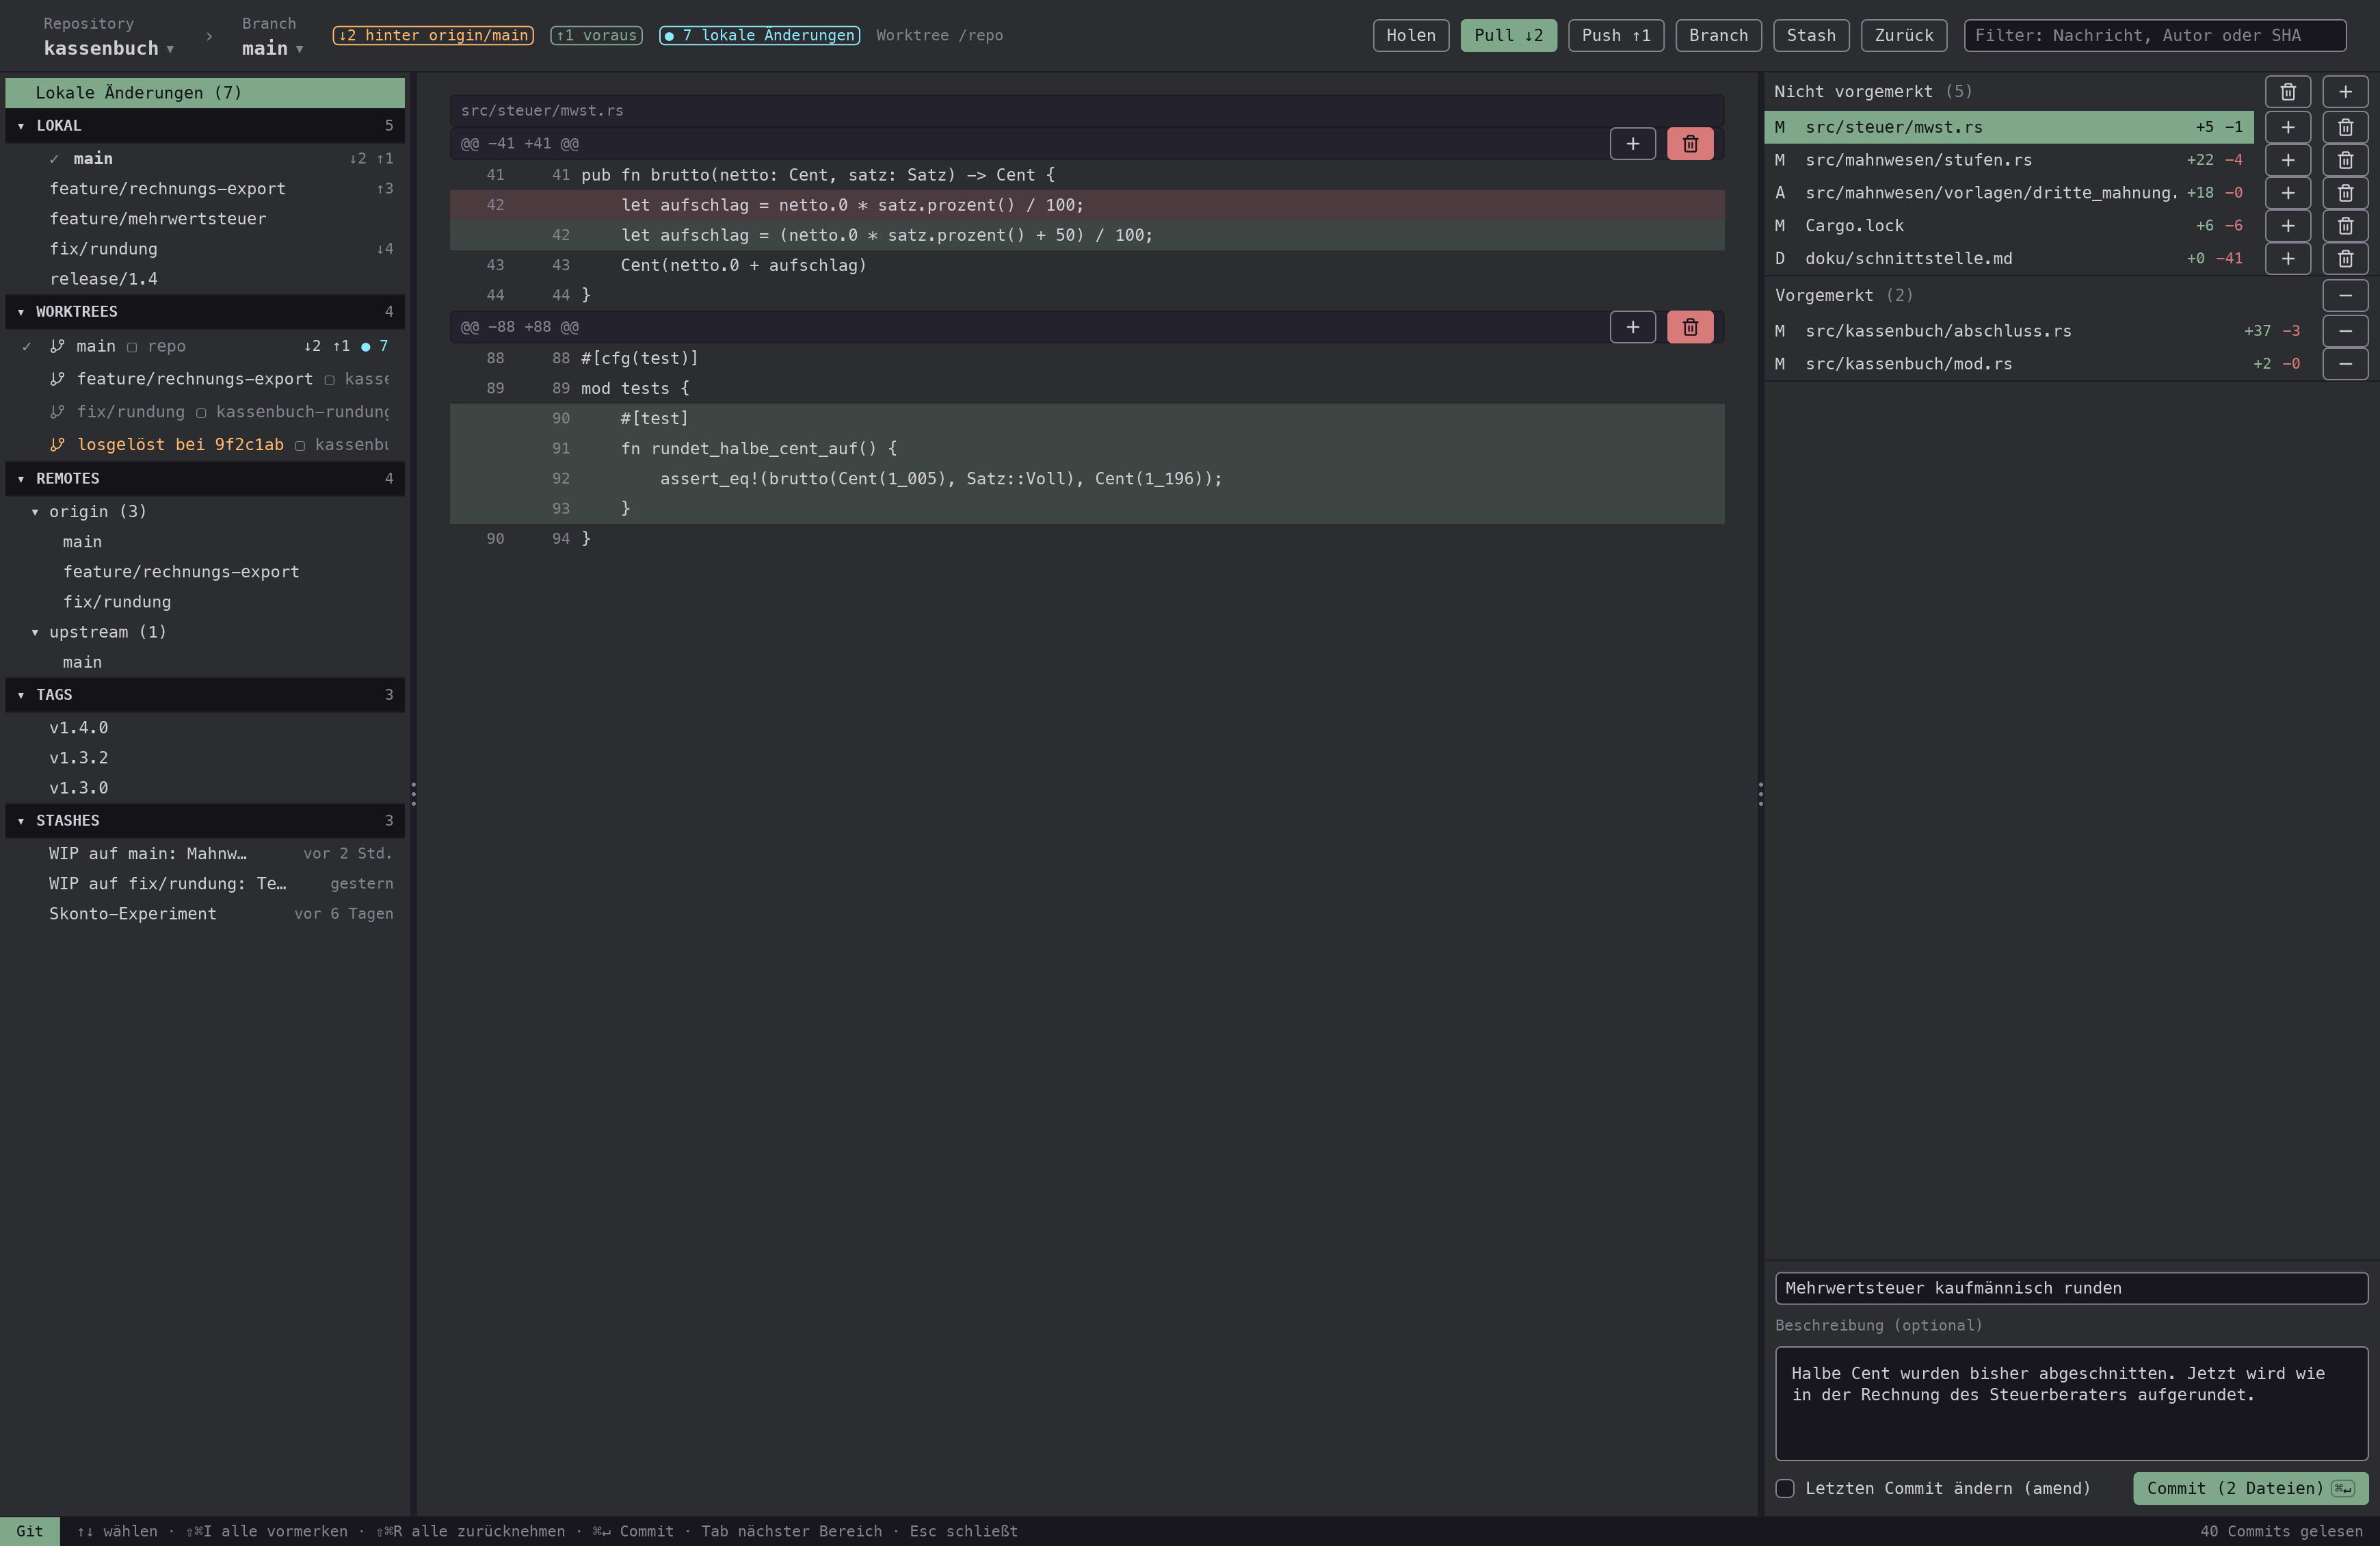 Repository
kassenbuch ▾
›
Branch
main ▾
↓2 hinter origin/main
↑1 voraus
● 7 lokale Änderungen
Worktree /repo
Holen
Pull ↓2
Push ↑1
Branch
Stash
Zurück
Filter: Nachricht, Autor oder SHA
Lokale Änderungen (7)
▾ LOKAL 5
✓ main ↓2 ↑1
feature/rechnungs-export ↑3
feature/mehrwertsteuer
fix/rundung ↓4
release/1.4
▾ WORKTREES 4
✓ main ▢ repo ↓2 ↑1 ● 7
feature/rechnungs-export ▢ kasse
fix/rundung ▢ kassenbuch-rundung
losgelöst bei 9f2c1ab ▢ kassenbu
▾ REMOTES 4
▾ origin (3)
main
feature/rechnungs-export
fix/rundung
▾ upstream (1)
main
▾ TAGS 3
v1.4.0
v1.3.2
v1.3.0
▾ STASHES 3
WIP auf main: Mahnw… vor 2 Std.
WIP auf fix/rundung: Te… gestern
Skonto-Experiment vor 6 Tagen
src/steuer/mwst.rs
@@ -41 +41 @@ +
41 41 pub fn brutto(netto: Cent, satz: Satz) -> Cent {
42 let aufschlag = netto.0 * satz.prozent() / 100;
42 let aufschlag = (netto.0 * satz.prozent() + 50) / 100;
43 43 Cent(netto.0 + aufschlag)
44 44 }
@@ -88 +88 @@ +
88 88 #[cfg(test)]
89 89 mod tests {
90 #[test]
91 fn rundet_halbe_cent_auf() {
92 assert_eq!(brutto(Cent(1_005), Satz::Voll), Cent(1_196));
93 }
90 94 }
Nicht vorgemerkt (5) +
M src/steuer/mwst.rs +5 -1 +
M src/mahnwesen/stufen.rs +22 -4 +
A src/mahnwesen/vorlagen/dritte_mahnung. +18 -0 +
M Cargo.lock +6 -6 +
D doku/schnittstelle.md +0 -41 +
Vorgemerkt (2) −
M src/kassenbuch/abschluss.rs +37 -3 −
M src/kassenbuch/mod.rs +2 -0 −
Mehrwertsteuer kaufmännisch runden
Beschreibung (optional)
Halbe Cent wurden bisher abgeschnitten. Jetzt wird wie
in der Rechnung des Steuerberaters aufgerundet.
Letzten Commit ändern (amend)
Commit (2 Dateien) ⌘↵
Git
↑↓ wählen · ⇧⌘I alle vormerken · ⇧⌘R alle zurücknehmen · ⌘↵ Commit · Tab nächster Bereich · Esc schließt
40 Commits gelesen